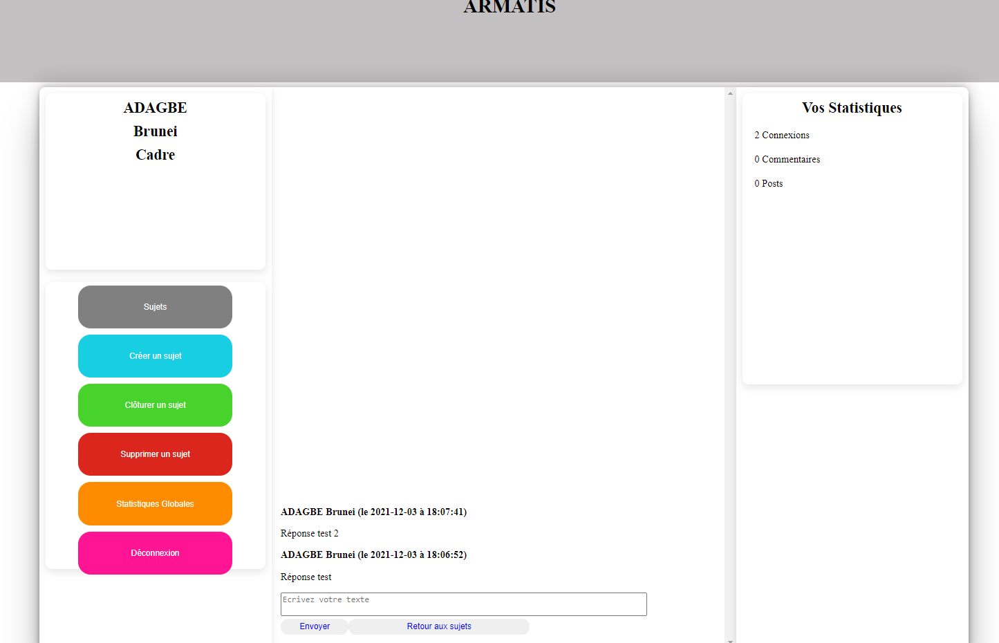 ARMATIS
ADAGBE
Brunei
Cadre
Sujets
Créer un sujet
Clôturer un sujet
Supprimer un sujet
Statistiques Globales
Déconnexion
ADAGBE Brunei (le 2021-12-03 à 18:07:41)
Réponse test 2
ADAGBE Brunei (le 2021-12-03 à 18:06:52)
Réponse test
Ecrivez votre texte
Envoyer
Retour aux sujets
Vos Statistiques
2 Connexions
0 Commentaires
0 Posts